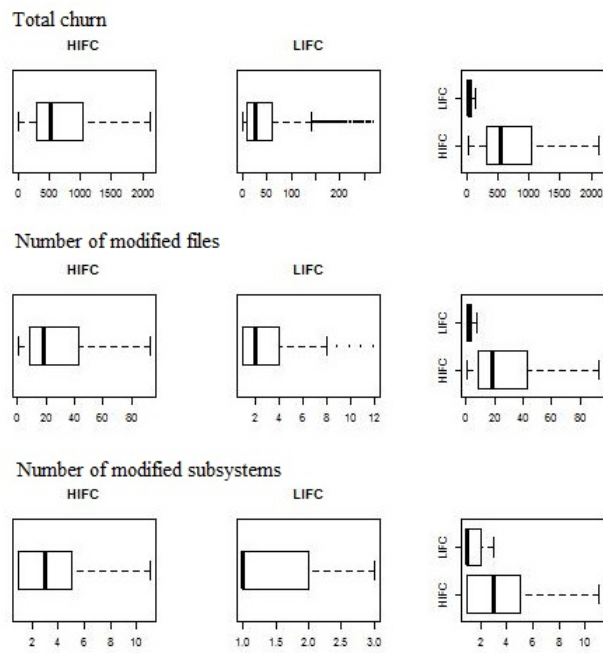 Total churn
HIFC
LIFC
0 500 1000 2000
0 100 200
LIFC
HIFC
0 500 1000 2000
Number of modified files
HIFC
LIFC
0 20 40 60 80
2 4 6 8 10 12
LIFC
HIFC
0 20 40 60 80
Number of modified subsystems
HIFC
LIFC
2 4 6 8 10
1.0 1.5 2.0 2.5 3.0
LIFC
HIFC
2 4 6 8 10